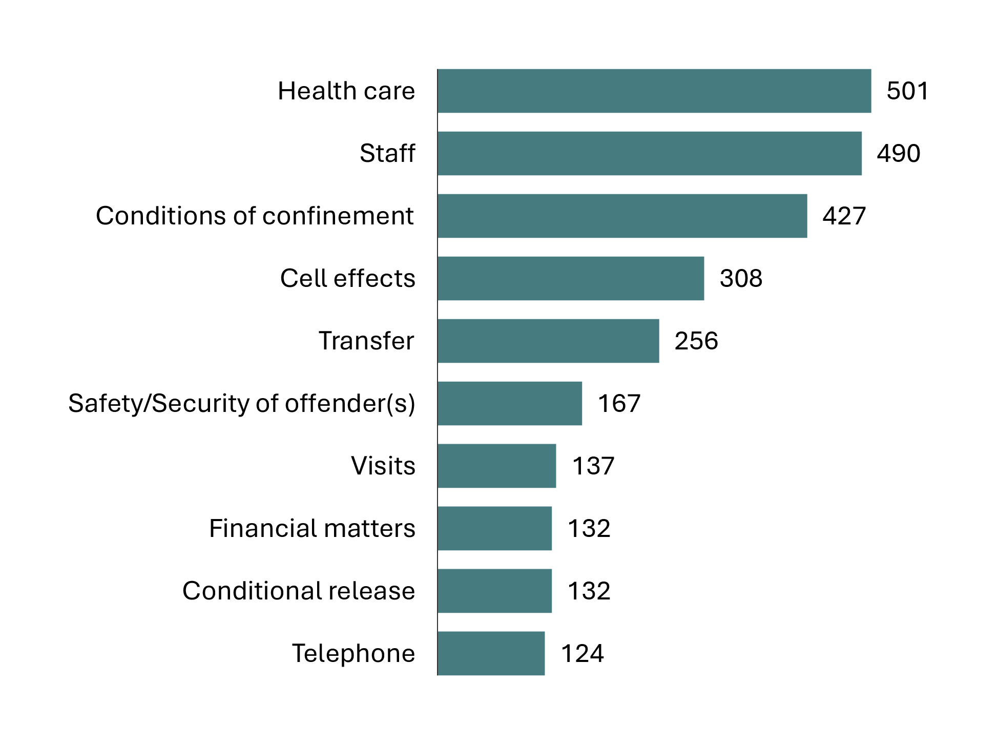 Health care 501
Staff 490
Conditions of confinement 427
Cell effects 308
Transfer 256
Safety/Security of offender(s) 167
Visits 137
Financial matters 132
Conditional release 132
Telephone 124